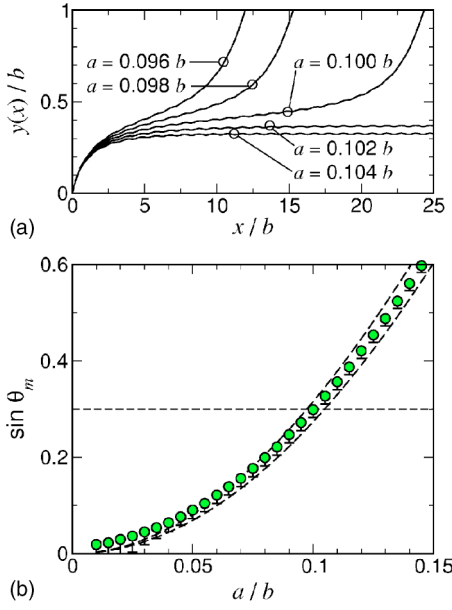 1
0.5
0
y(x) / b
a = 0.096 b
a = 0.098 b
a = 0.100 b
a = 0.102 b
a = 0.104 b
0 5 10 15 20 25
(a)
x / b
0.6
0.4
0.2
0
sin θm
0 0.05 0.1 0.15
(b)
a / b